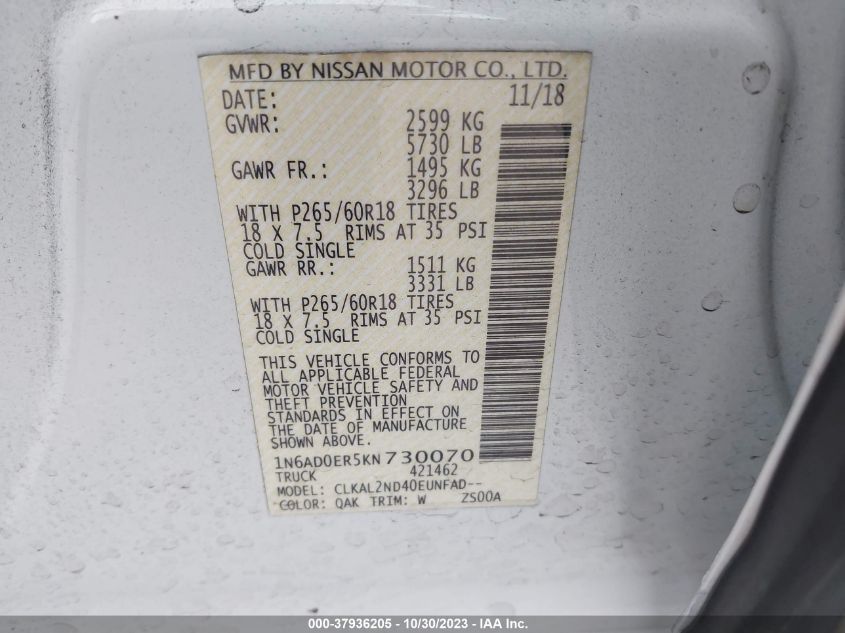 MFD BY NISSAN MOTOR CO., LTD.
DATE: 11/18
GVWR: 2599 KG
5730 LB
GAWR FR.: 1495 KG
3296 LB
WITH P265/60R18 TIRES
18 X 7.5 RIMS AT 35 PSI
COLD SINGLE
GAWR RR.: 1511 KG
3331 LB
WITH P265/60R18 TIRES
18 X 7.5 RIMS AT 35 PSI
COLD SINGLE
THIS VEHICLE CONFORMS TO
ALL APPLICABLE FEDERAL
MOTOR VEHICLE SAFETY AND
THEFT PREVENTION
STANDARDS IN EFFECT ON
THE DATE OF MANUFACTURE
SHOWN ABOVE.
1N6AD0ER5KN730070
TRUCK 421462
MODEL: CLKAL2ND40EUNFAD--
COLOR: QAK TRIM: W ZS00A
000-37936205 - 10/30/2023 - IAA Inc.